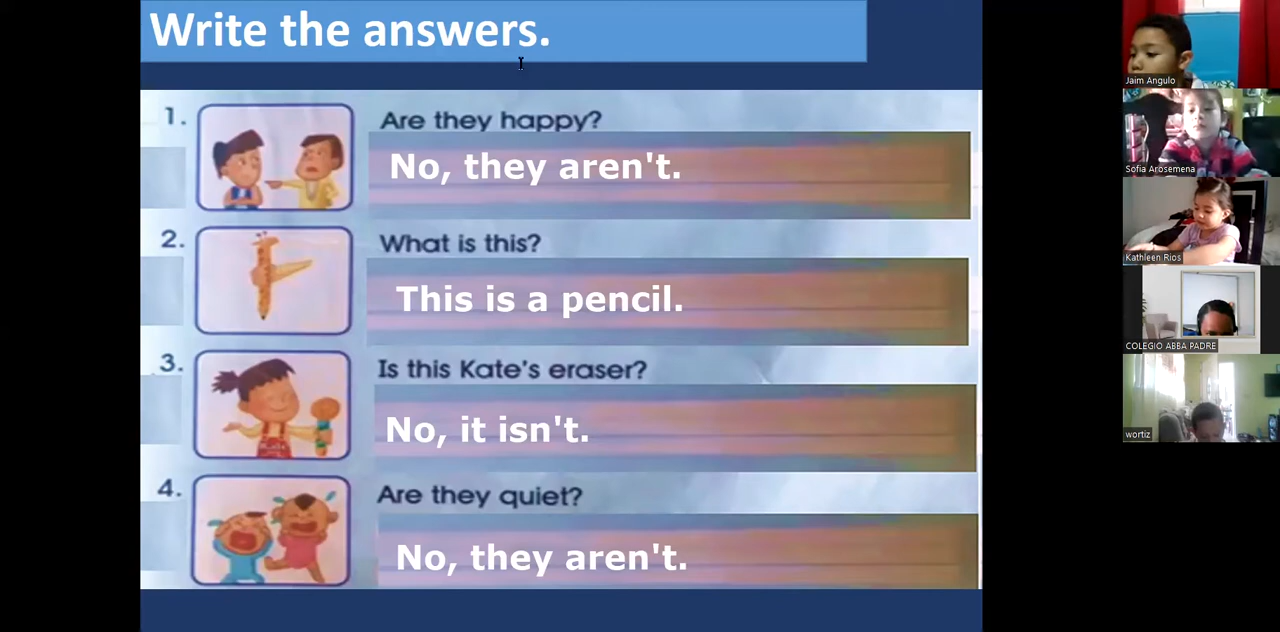 Write the answers.
1.
Are they happy?
No, they aren't.
2.
What is this?
This is a pencil.
3.
Is this Kate's eraser?
No, it isn't.
4.
Are they quiet?
No, they aren't.
Jaim Angulo
Sofia Arosemena
Kathleen Rios
COLEGIO ABBA PADRE
wortiz